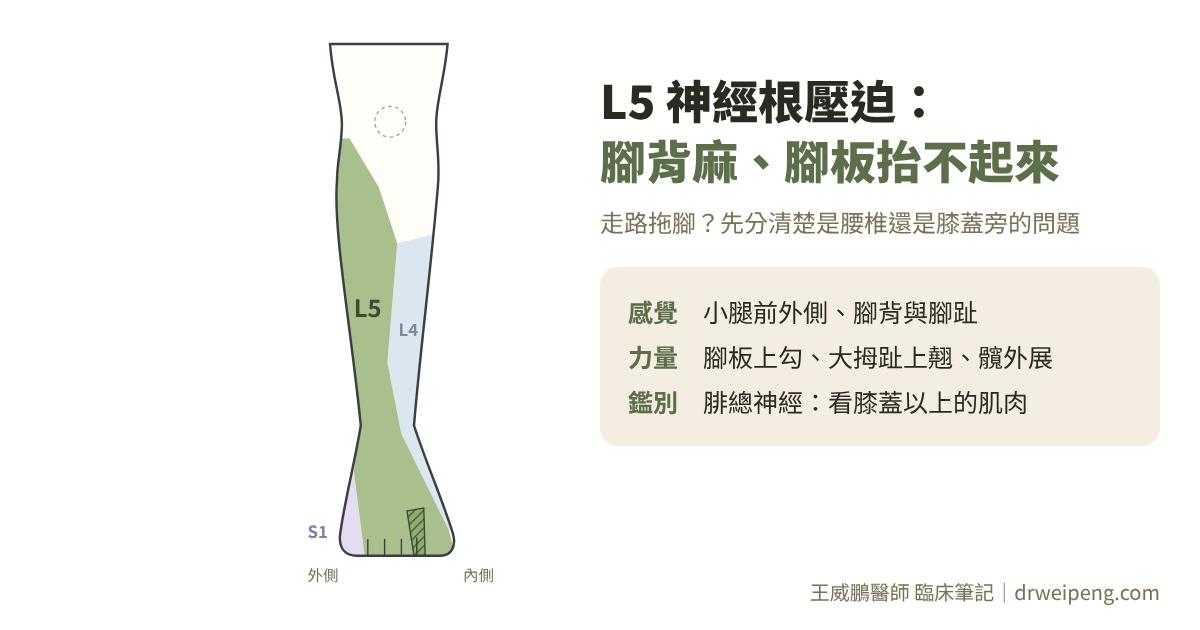 L5 神經根壓迫：
腳背麻、腳板抬不起來
走路拖腳？先分清楚是腰椎還是膝蓋旁的問題
感覺 小腿前外側、腳背與腳趾
力量 腳板上勾、大拇趾上翹、髖外展
鑑別 腓總神經：看膝蓋以上的肌肉
L5
L4
S1
外側 內側
王威鵬醫師 臨床筆記｜drweipeng.com